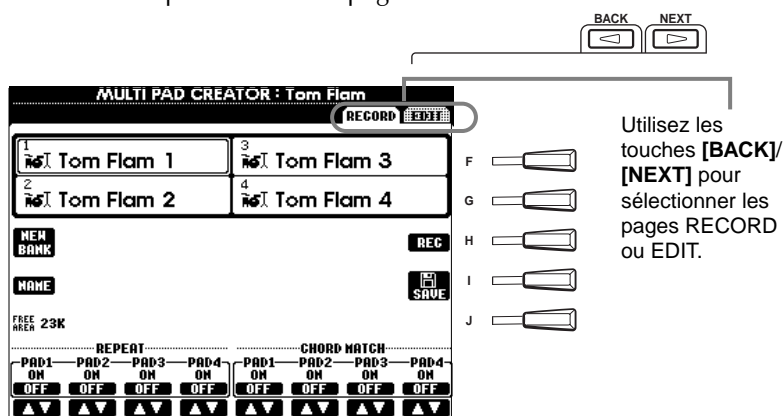 BACK NEXT
MULTI PAD CREATOR : Tom Flam
RECORD EDIT
1 Tom Flam 1
3 Tom Flam 3
2 Tom Flam 2
4 Tom Flam 4
NEW
BANK
REC
NAME
SAVE
FREE
AREA 23K
REPEAT
CHORD MATCH
PAD1 PAD2 PAD3 PAD4 PAD1 PAD2 PAD3 PAD4
ON ON ON ON ON ON ON ON
OFF OFF OFF OFF OFF OFF OFF OFF
F
G
H
I
J
Utilisez les
touches [BACK]/
[NEXT] pour
sélectionner les
pages RECORD
ou EDIT.